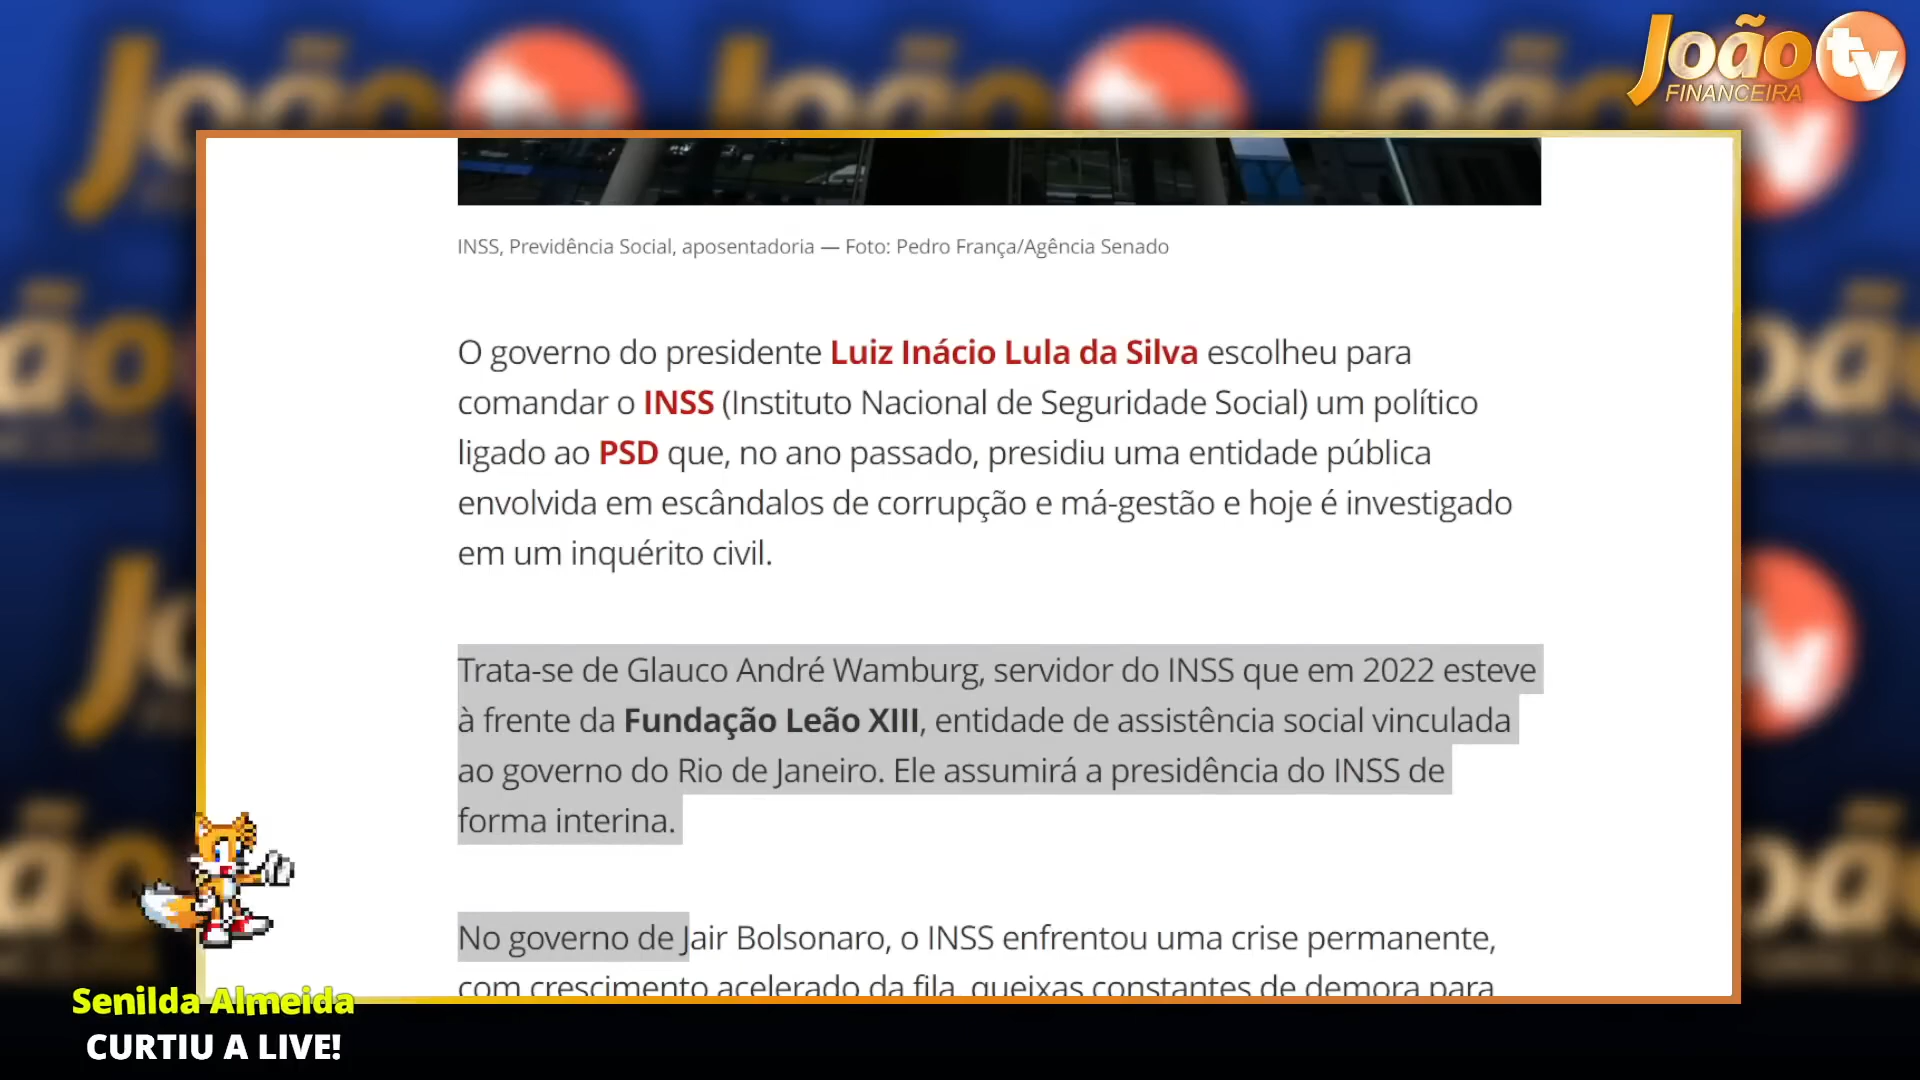 João
FINANCEIRA
tv
INSS, Previdência Social, aposentadoria — Foto: Pedro França/Agência Senado
O governo do presidente Luiz Inácio Lula da Silva escolheu para
comandar o INSS (Instituto Nacional de Seguridade Social) um político
ligado ao PSD que, no ano passado, presidiu uma entidade pública
envolvida em escândalos de corrupção e má-gestão e hoje é investigado
em um inquérito civil.
Trata-se de Glauco André Wamburg, servidor do INSS que em 2022 esteve
à frente da Fundação Leão XIII, entidade de assistência social vinculada
ao governo do Rio de Janeiro. Ele assumirá a presidência do INSS de
forma interina.
No governo de Jair Bolsonaro, o INSS enfrentou uma crise permanente,
com crescimento acelerado da fila, queixas constantes de demora para
Senilda Almeida
CURTIU A LIVE!